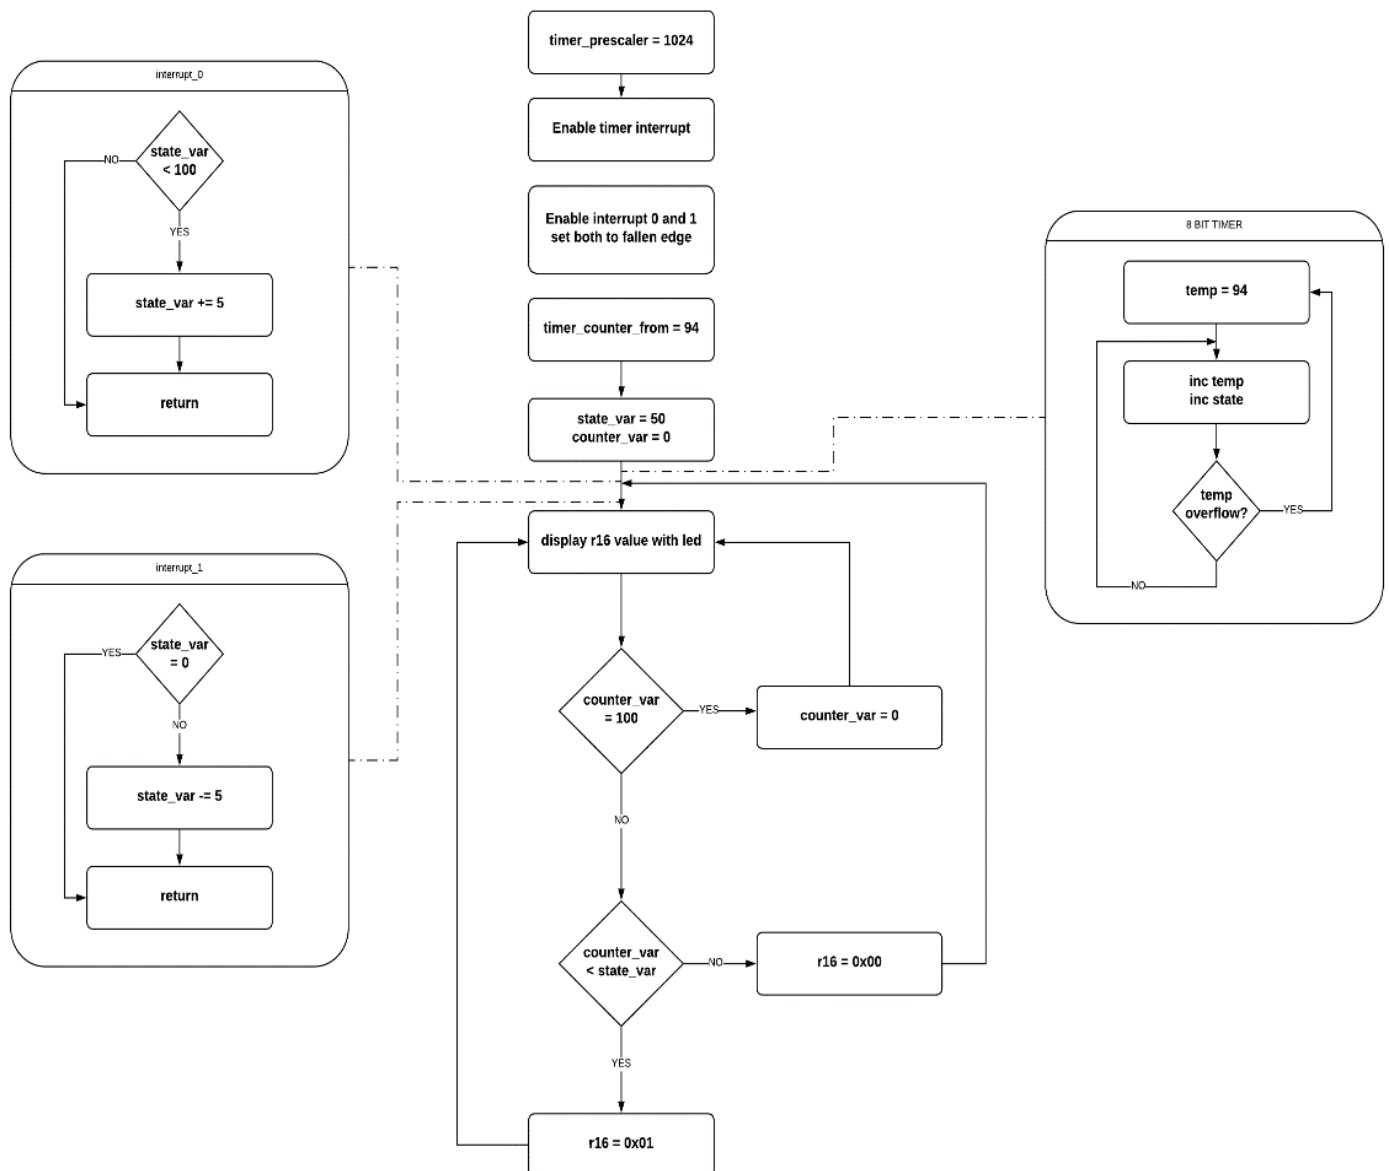 timer_prescaler = 1024
Enable timer interrupt
Enable interrupt 0 and 1
set both to fallen edge
timer_counter_from = 94
state_var = 50
counter_var = 0
display r16 value with led
counter_var
= 100
YES
counter_var = 0
NO
counter_var
< state_var
NO
r16 = 0x00
YES
r16 = 0x01
interrupt_0
state_var
< 100
NO
YES
state_var += 5
return
interrupt_1
state_var
= 0
YES
NO
state_var -= 5
return
8 BIT TIMER
temp = 94
inc temp
inc state
temp
overflow?
YES
NO